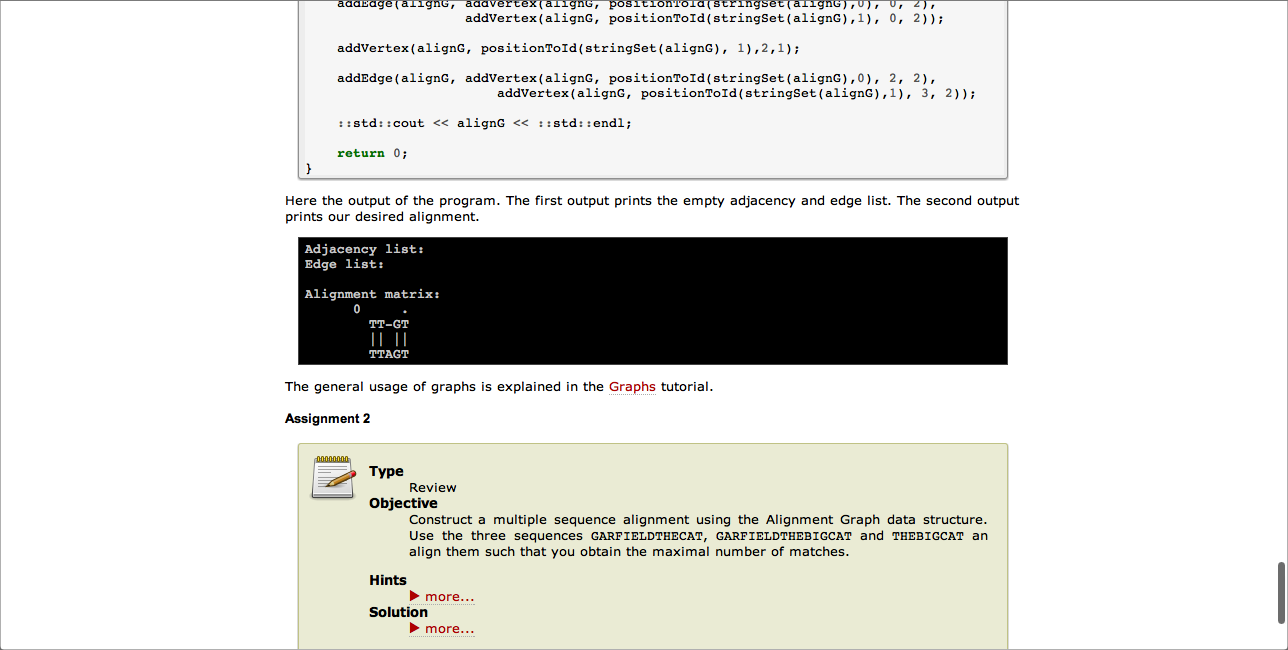 addEdge(alignG, addVertex(alignG, positionToId(stringSet(alignG),0), 0, 2),
addVertex(alignG, positionToId(stringSet(alignG),1), 0, 2));
addVertex(alignG, positionToId(stringSet(alignG), 1),2,1);
addEdge(alignG, addVertex(alignG, positionToId(stringSet(alignG),0), 2, 2),
addVertex(alignG, positionToId(stringSet(alignG),1), 3, 2));
::std::cout << alignG << ::std::endl;
return 0;
}
Here the output of the program. The first output prints the empty adjacency and edge list. The second output
prints our desired alignment.
Adjacency list:
Edge list:
Alignment matrix:
0 .
TT-GT
|| ||
TTAGT
The general usage of graphs is explained in the Graphs tutorial.
Assignment 2
Type
Review
Objective
Construct a multiple sequence alignment using the Alignment Graph data structure.
Use the three sequences GARFIELDTHECAT, GARFIELDTHEBIGCAT and THEBIGCAT an
align them such that you obtain the maximal number of matches.
Hints
more...
Solution
more...